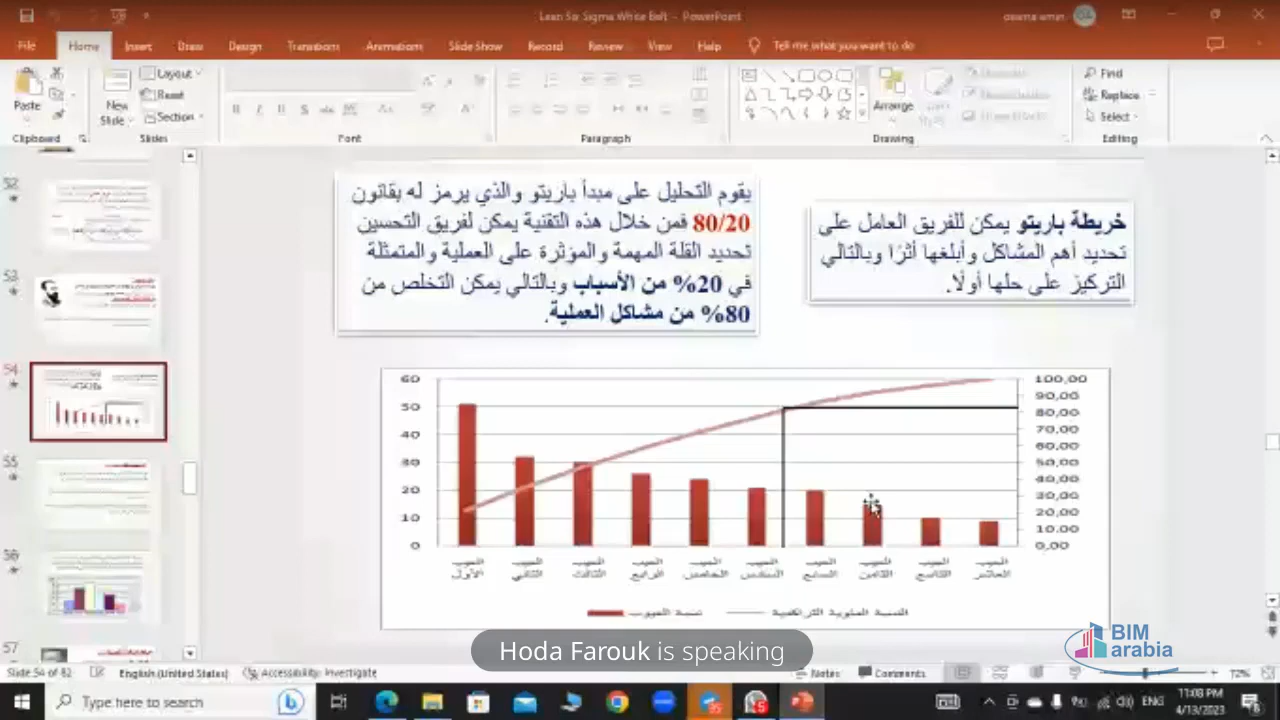 Lean Six Sigma White Belt - PowerPoint
osama eman
File Home Insert Draw Design Transitions Animations Slide Show Record Review View Help Tell me what you want to do
Paste
New Slide
Layout
Reset
Section
Arrange
Find
Replace
Select
Clipboard Slides Font Paragraph Drawing Editing
52
53
54
55
56
57
خريطة باريتو يمكن للفريق العامل على
تحديد أهم المشاكل وأبلغها أثرًا وبالتالي
التركيز على حلها أولًا.
يقوم التحليل على مبدأ باريتو والذي يرمز له بقانون
80/20 فمن خلال هذه التقنية يمكن لفريق التحسين
تحديد القلة المهمة والمؤثرة على العملية والمتمثلة
في 20% من الأسباب وبالتالي يمكن التخلص من
80% من مشاكل العملية.
60
50
40
30
20
10
0
100,00
90,00
80,00
70,00
60,00
50,00
40,00
30,00
20,00
10,00
0,00
العيب الأول
العيب الثاني
العيب الثالث
العيب الرابع
العيب الخامس
العيب السادس
العيب السابع
العيب الثامن
العيب التاسع
العيب العاشر
نسبة العيوب
النسبة المئوية التراكمية
Hoda Farouk is speaking
BIM
arabia
Slide 54 of 82 English (United States) Accessibility: Investigate Notes Comments 72%
Type here to search
ENG
11:08 PM
4/13/2023